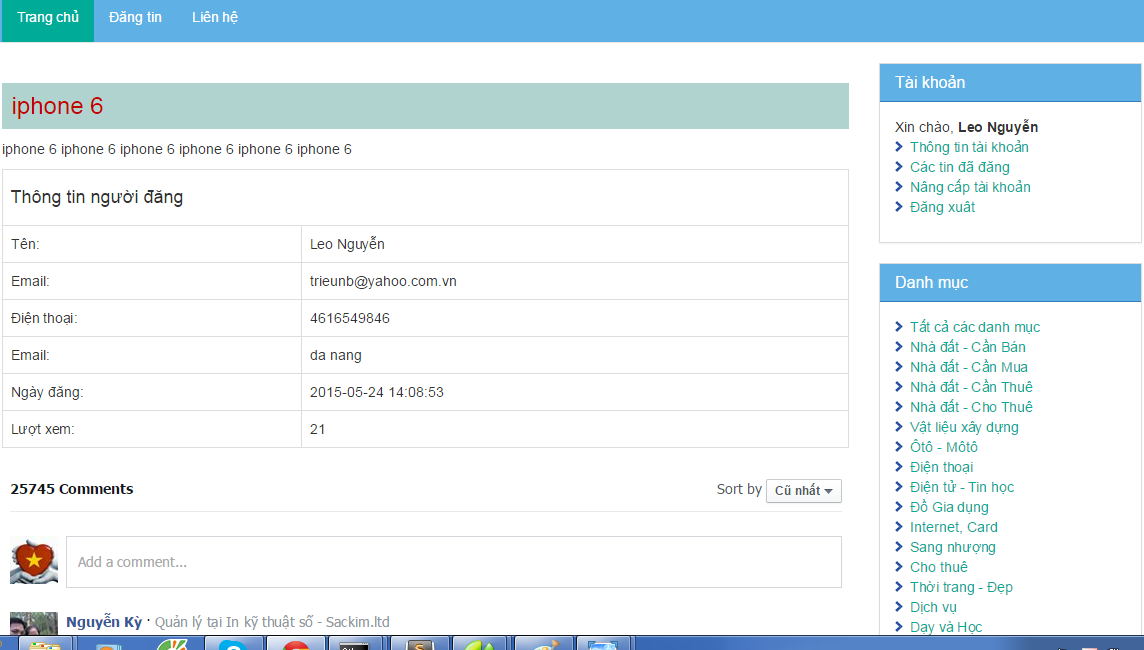 Trang chủ Đăng tin Liên hệ
iphone 6
iphone 6 iphone 6 iphone 6 iphone 6 iphone 6 iphone 6
Thông tin người đăng
Tên: Leo Nguyễn
Email: trieunb@yahoo.com.vn
Điện thoại: 4616549846
Email: da nang
Ngày đăng: 2015-05-24 14:08:53
Lượt xem: 21
25745 Comments
Sort by Cũ nhất
Add a comment...
Nguyễn Kỳ · Quản lý tại In kỹ thuật số - Sackim.ltd
Tài khoản
Xin chào, Leo Nguyễn
Thông tin tài khoản
Các tin đã đăng
Nâng cấp tài khoản
Đăng xuât
Danh mục
Tất cả các danh mục
Nhà đất - Cần Bán
Nhà đất - Cần Mua
Nhà đất - Cần Thuê
Nhà đất - Cho Thuê
Vật liệu xây dựng
Ôtô - Môtô
Điện thoại
Điện tử - Tin học
Đồ Gia dụng
Internet, Card
Sang nhượng
Cho thuê
Thời trang - Đẹp
Dịch vụ
Dạy và Học